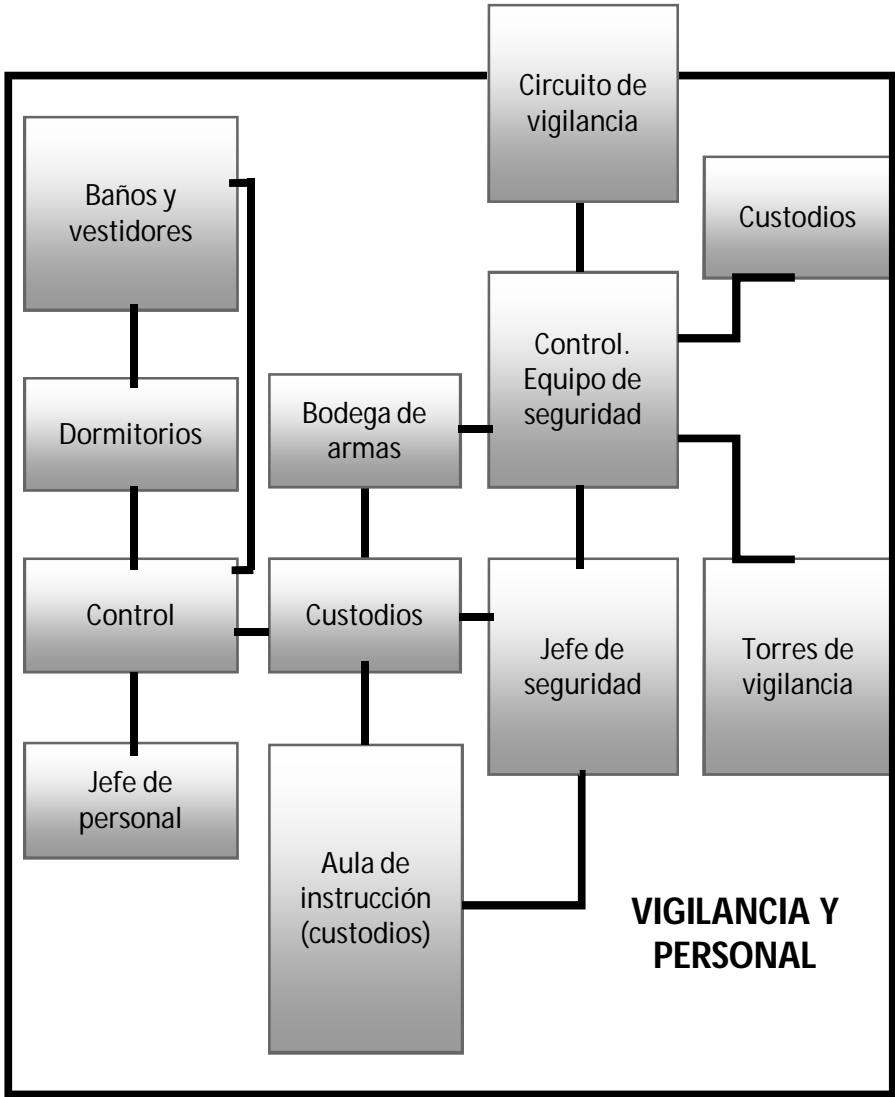 Circuito de
vigilancia
Baños y
vestidores
Custodios
Control.
Equipo de
seguridad
Dormitorios
Bodega de
armas
Control
Custodios
Jefe de
seguridad
Torres de
vigilancia
Jefe de
personal
Aula de
instrucción
(custodios)
VIGILANCIA Y
PERSONAL